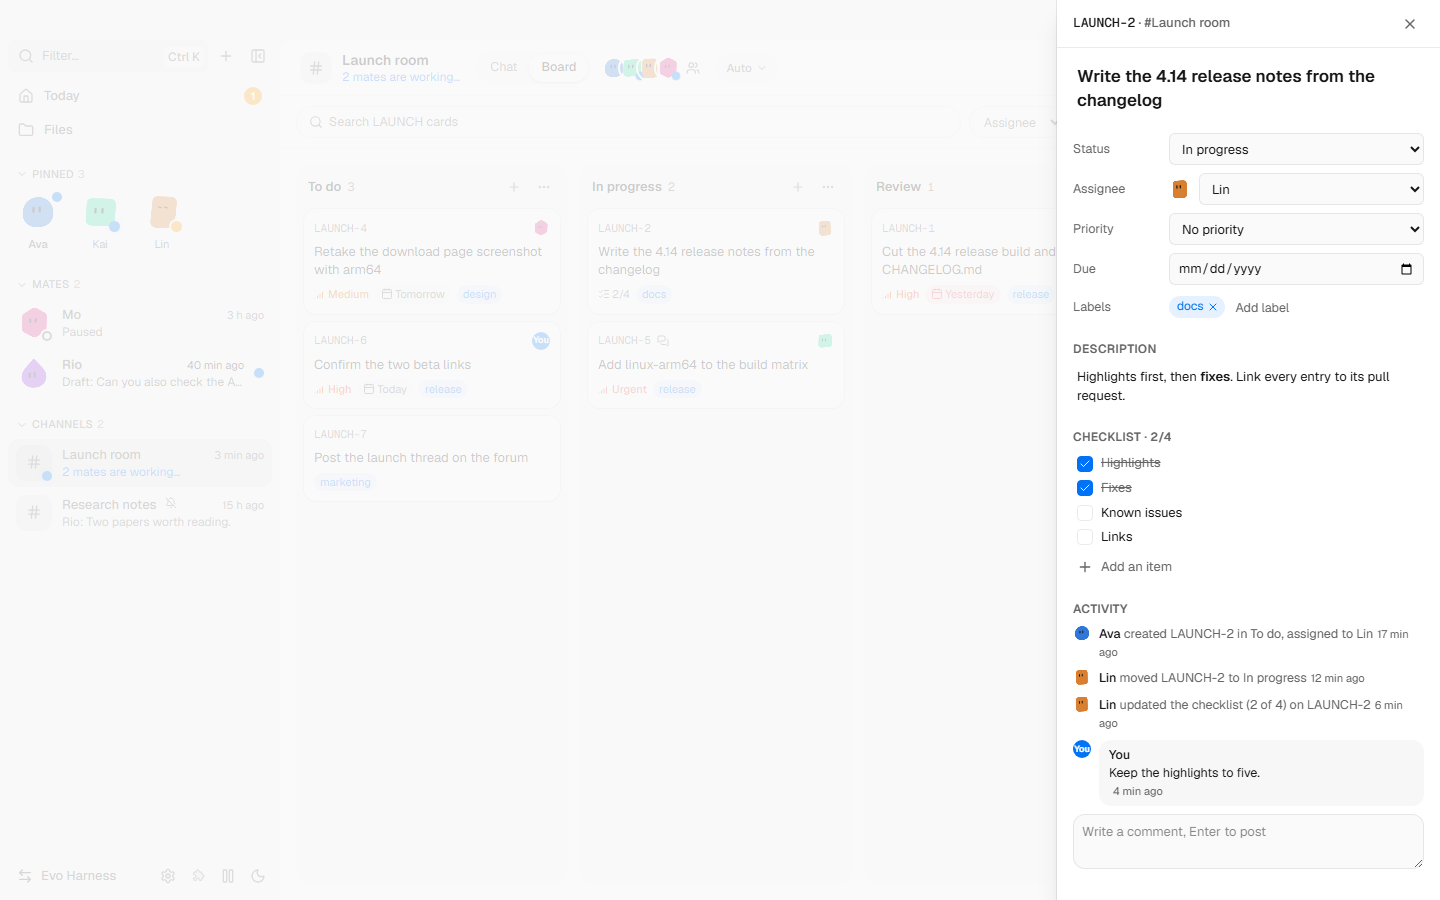 Filter...
Ctrl K
Today
1
Files
PINNED 3
Ava
Kai
Lin
MATES 2
Mo
3 h ago
Paused
Rio
40 min ago
Draft: Can you also check the A...
CHANNELS 2
Launch room
3 min ago
2 mates are working...
Research notes
15 h ago
Rio: Two papers worth reading.
Evo Harness
Launch room
2 mates are working...
Chat
Board
Auto
Search LAUNCH cards
Assignee
To do 3
LAUNCH-4
Retake the download page screenshot
with arm64
Medium
Tomorrow
design
LAUNCH-6
You
Confirm the two beta links
High
Today
release
LAUNCH-7
Post the launch thread on the forum
marketing
In progress 2
LAUNCH-2
Write the 4.14 release notes from the
changelog
2/4
docs
LAUNCH-5
Add linux-arm64 to the build matrix
Urgent
release
Review 1
LAUNCH-1
Cut the 4.14 release build and
CHANGELOG.md
High
Yesterday
release
LAUNCH-2 · #Launch room
Write the 4.14 release notes from the
changelog
Status
In progress
Assignee
Lin
Priority
No priority
Due
mm/dd/yyyy
Labels
docs
Add label
DESCRIPTION
Highlights first, then fixes. Link every entry to its pull
request.
CHECKLIST · 2/4
Highlights
Fixes
Known issues
Links
Add an item
ACTIVITY
Ava created LAUNCH-2 in To do, assigned to Lin 17 min
ago
Lin moved LAUNCH-2 to In progress 12 min ago
Lin updated the checklist (2 of 4) on LAUNCH-2 6 min
ago
You
You
Keep the highlights to five.
4 min ago
Write a comment, Enter to post